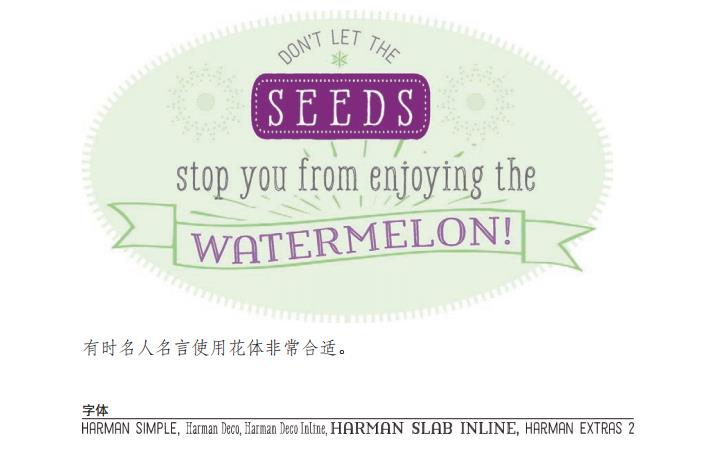 DON'T LET THE
SEEDS
stop you from enjoying the
WATERMELON!
有时名人名言使用花体非常合适。
字体
HARMAN SIMPLE, Harman Deco, Harman Deco Inline, HARMAN SLAB INLINE, HARMAN EXTRAS 2